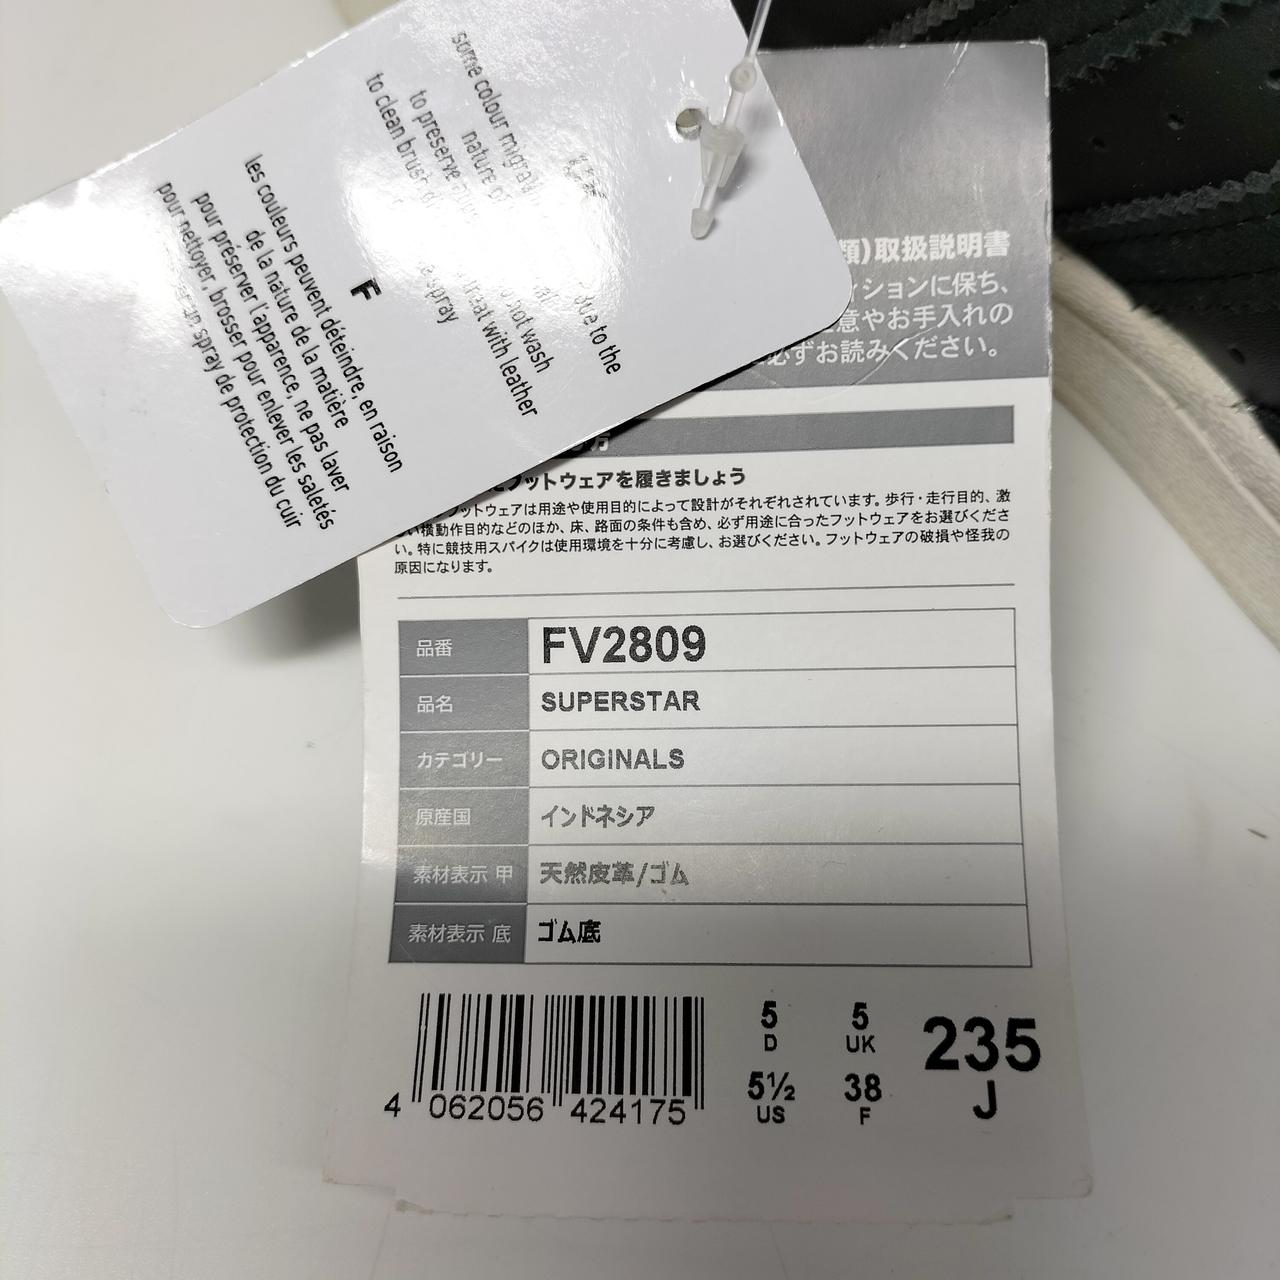 some colour migra due to the
nature of
to preserve not wash
to clean brush treat with leather
spray
F
les couleurs peuvent déteindre, en raison
de la nature de la matière
pour préserver l'apparence, ne pas laver
pour nettoyer, brosser pour enlever les saletés
un spray de protection du cuir
類)取扱説明書
ィションに保ち、
意やお手入れの
必ずお読みください。
方
フットウェアを履きましょう
フットウェアは用途や使用目的によって設計がそれぞれされています。歩行・走行目的、激
しい横動作目的などのほか、床、路面の条件も含め、必ず用途に合ったフットウェアをお選びくださ
い。特に競技用スパイクは使用環境を十分に考慮し、お選びください。フットウェアの破損や怪我の
原因になります。
品番 FV2809
品名 SUPERSTAR
カテゴリー ORIGINALS
原産国 インドネシア
素材表示 甲 天然皮革/ゴム
素材表示 底 ゴム底
5 D
5 UK
235 J
5½ US
38 F
4 062056 424175